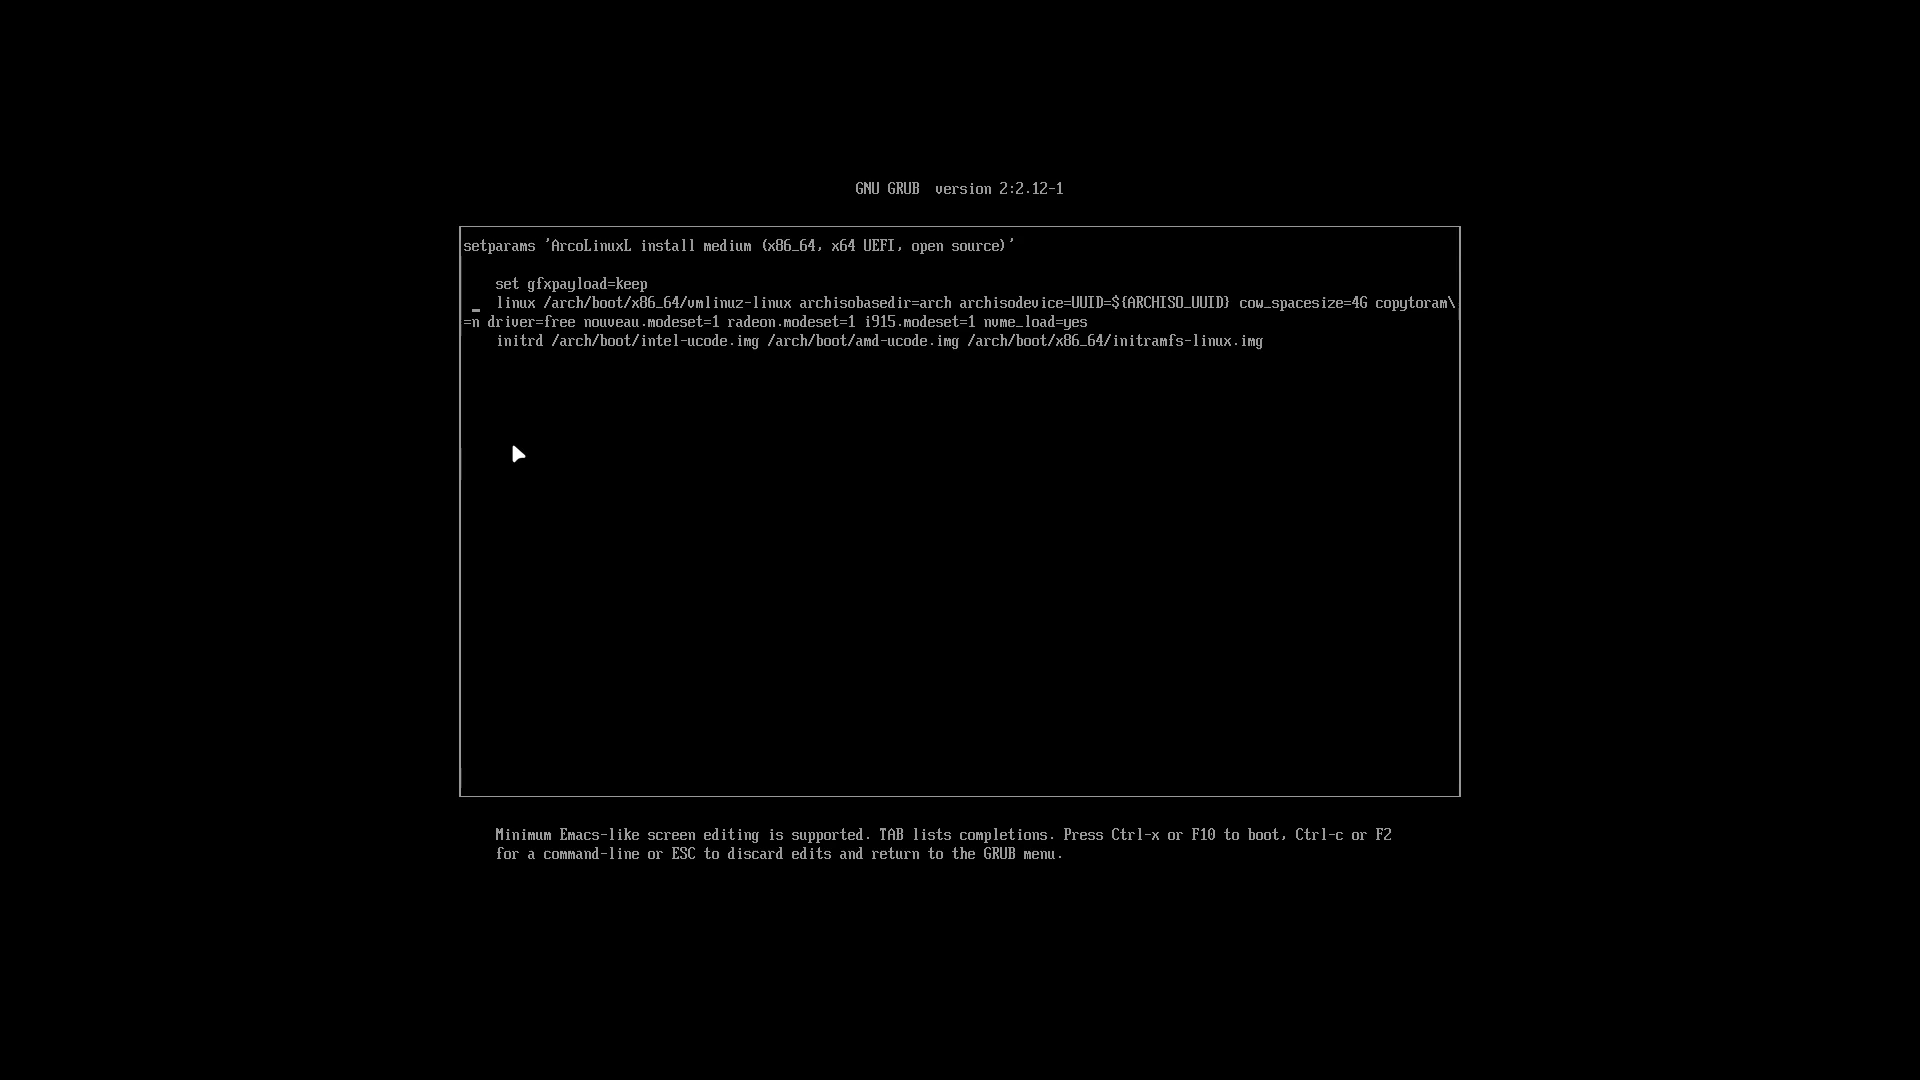 GNU GRUB  version 2:2.12-1
setparams 'ArcoLinuxL install medium (x86_64, x64 UEFI, open source)'
set gfxpayload=keep
linux /arch/boot/x86_64/vmlinuz-linux archisobasedir=arch archisodevice=UUID=${ARCHISO_UUID} cow_spacesize=4G copytoram\
=n driver=free nouveau.modeset=1 radeon.modeset=1 i915.modeset=1 nvme_load=yes
initrd /arch/boot/intel-ucode.img /arch/boot/amd-ucode.img /arch/boot/x86_64/initramfs-linux.img
Minimum Emacs-like screen editing is supported. TAB lists completions. Press Ctrl-x or F10 to boot, Ctrl-c or F2
for a command-line or ESC to discard edits and return to the GRUB menu.